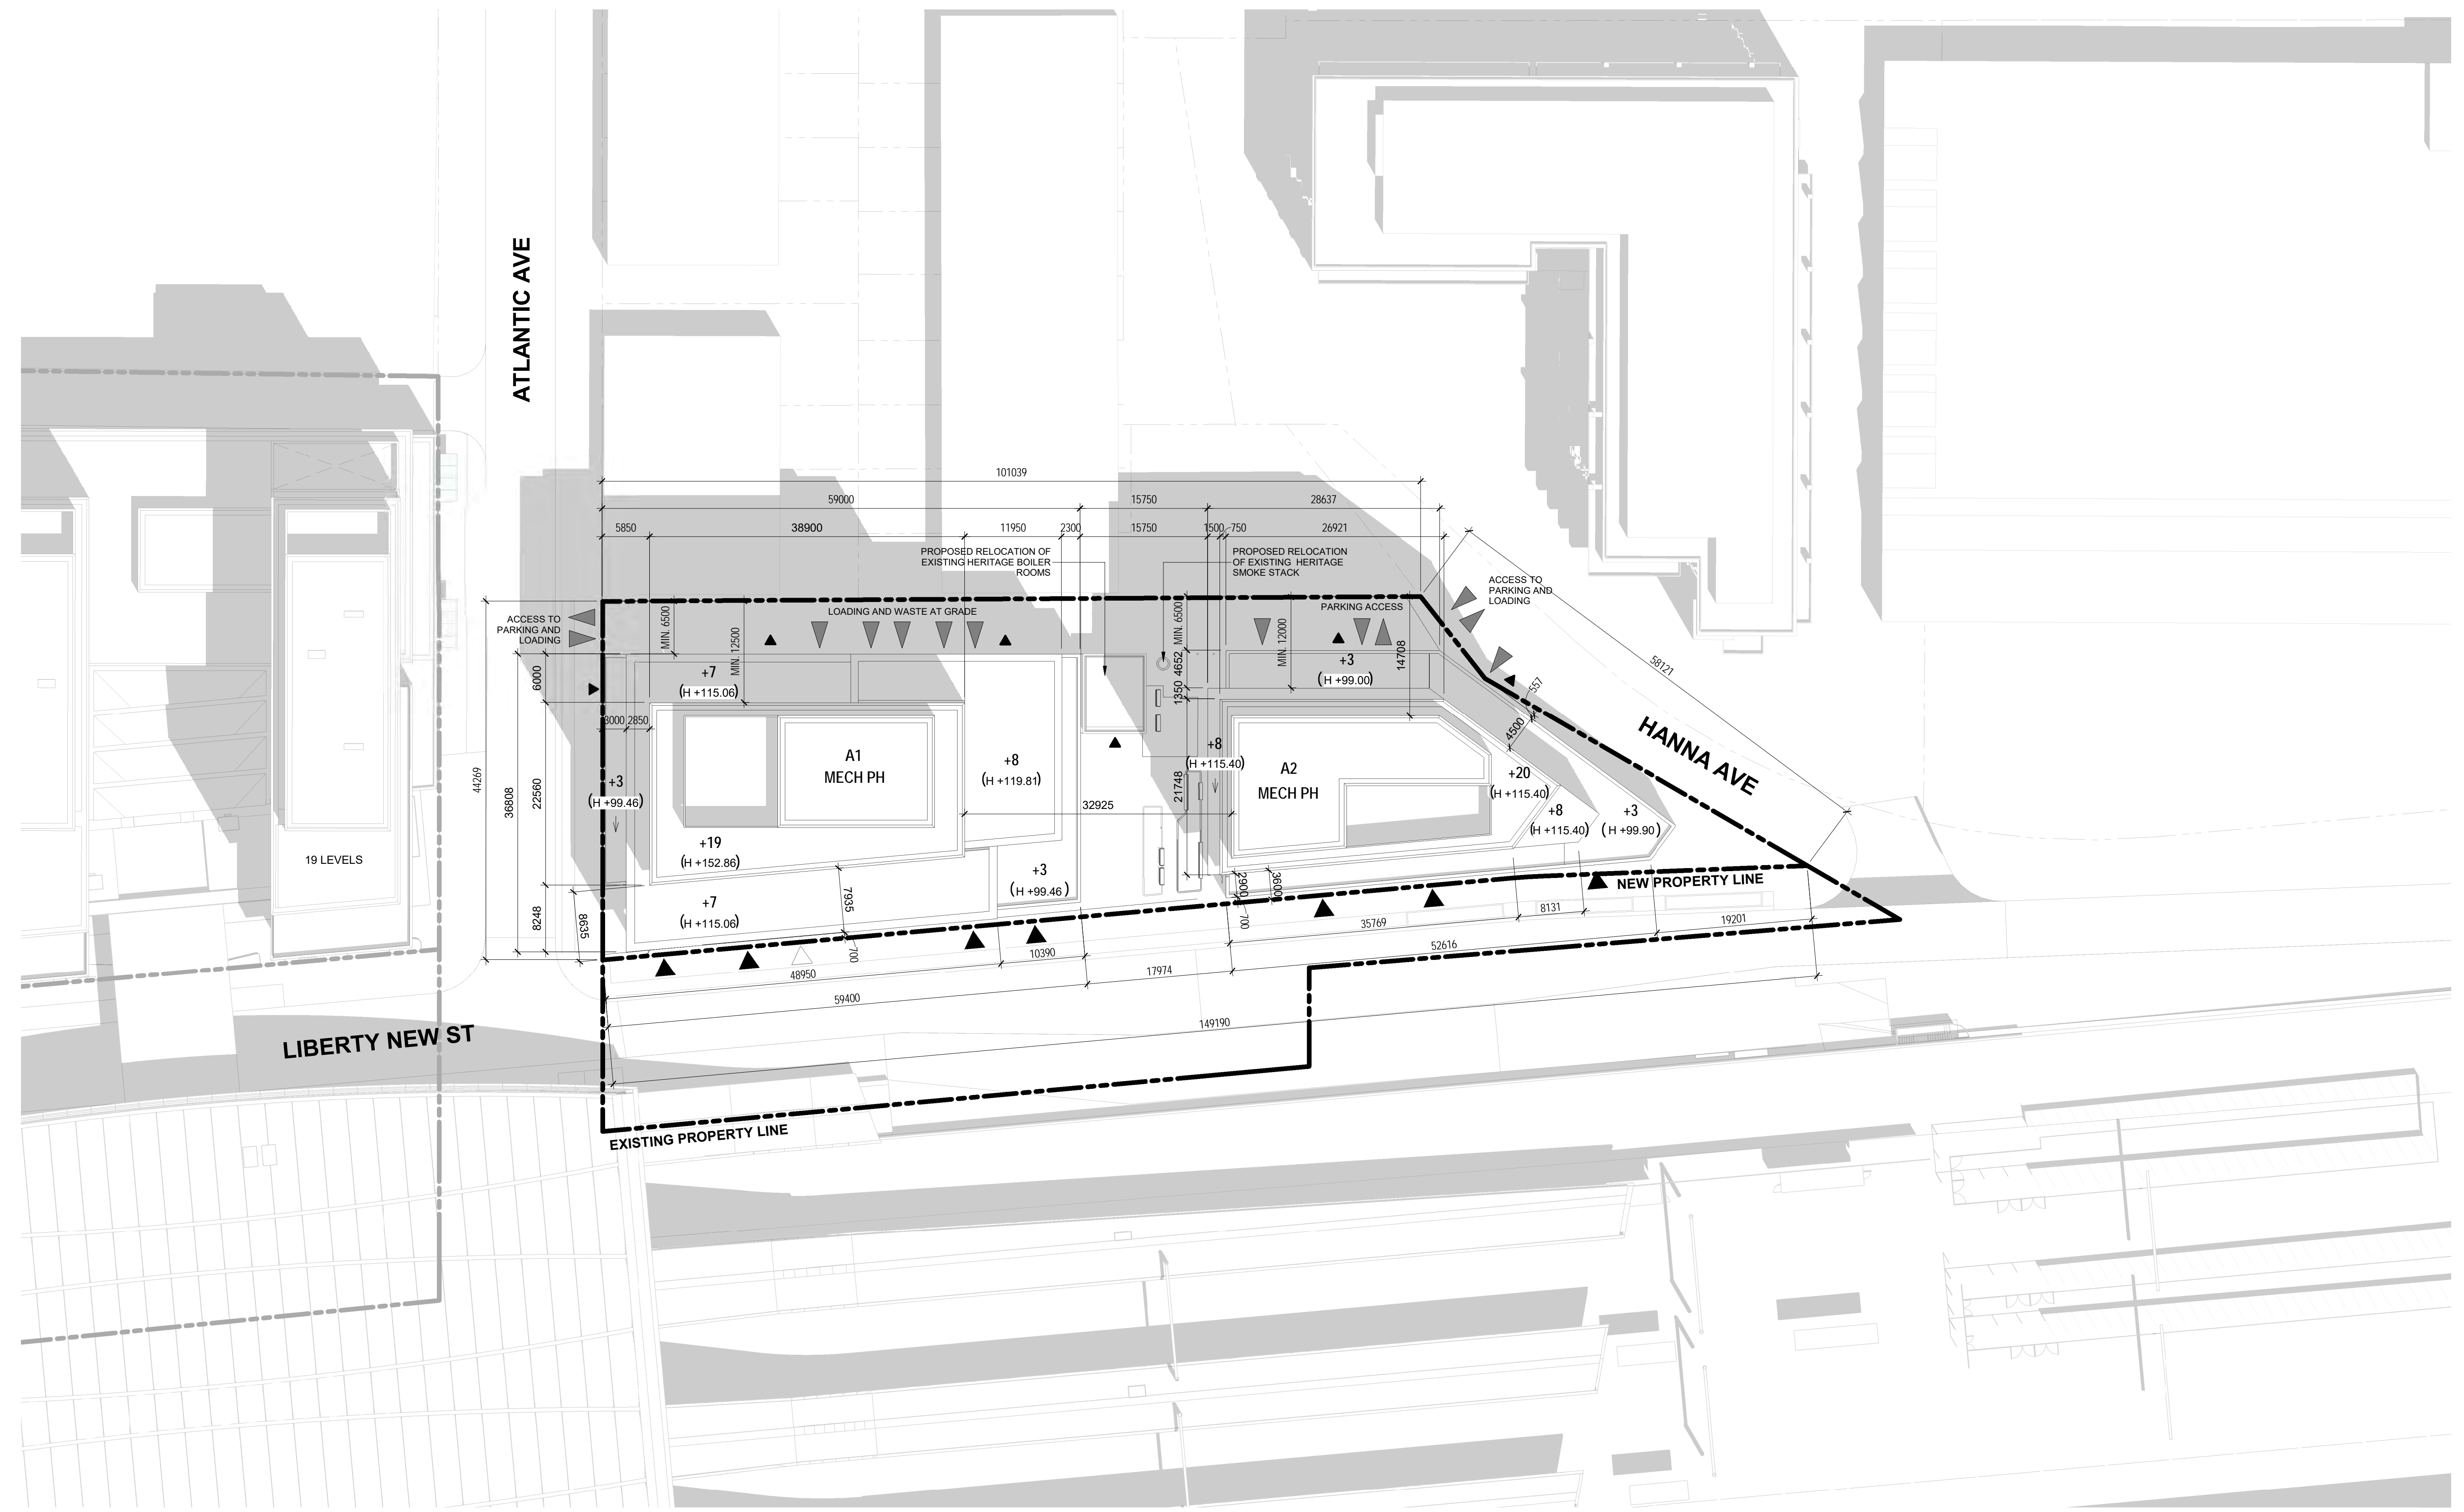 ATLANTIC AVE
101039
59000
15750
28637
5850
38900
11950
2300
15750
1500
750
26921
PROPOSED RELOCATION OF
EXISTING HERITAGE BOILER
ROOMS
PROPOSED RELOCATION
OF EXISTING HERITAGE
SMOKE STACK
ACCESS TO
PARKING AND
LOADING
ACCESS TO
PARKING AND
LOADING
LOADING AND WASTE AT GRADE
PARKING ACCESS
MIN. 6500
MIN. 12500
MIN. 6500
MIN. 12000
14708
4652
1350
58121
557
4500
HANNA AVE
6000
3000
2850
44269
36808
22560
8248
8635
+7
(H +115.06)
+3
(H +99.00)
A1
MECH PH
+8
(H +119.81)
+8
(H +115.40)
A2
MECH PH
+20
(H +115.40)
+3
(H +99.46)
21748
32925
+8
(H +115.40)
+3
(H +99.90)
+19
(H +152.86)
19 LEVELS
+3
(H +99.46)
+7
(H +115.06)
7935
700
2900
3600
700
NEW PROPERTY LINE
8131
35769
19201
52616
10390
48950
17974
59400
149190
LIBERTY NEW ST
EXISTING PROPERTY LINE